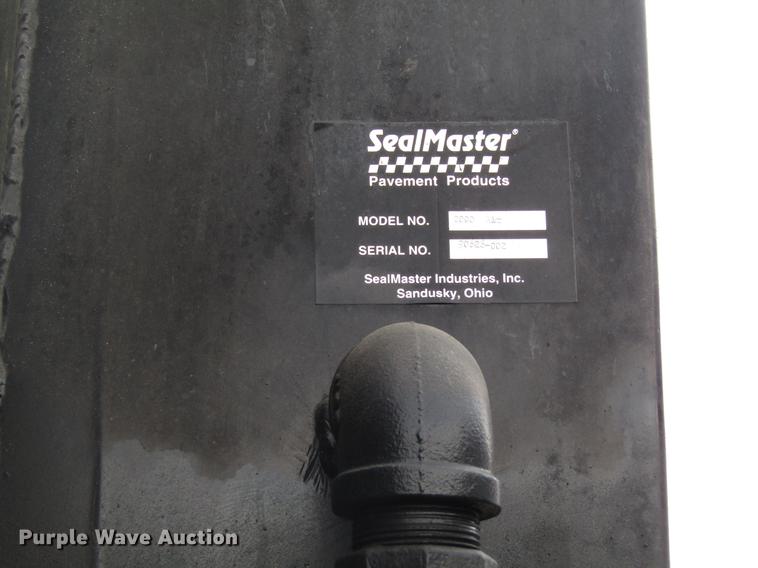 SealMaster®
Pavement Products
MODEL NO.
SERIAL NO.
SealMaster Industries, Inc.
Sandusky, Ohio
Purple Wave Auction